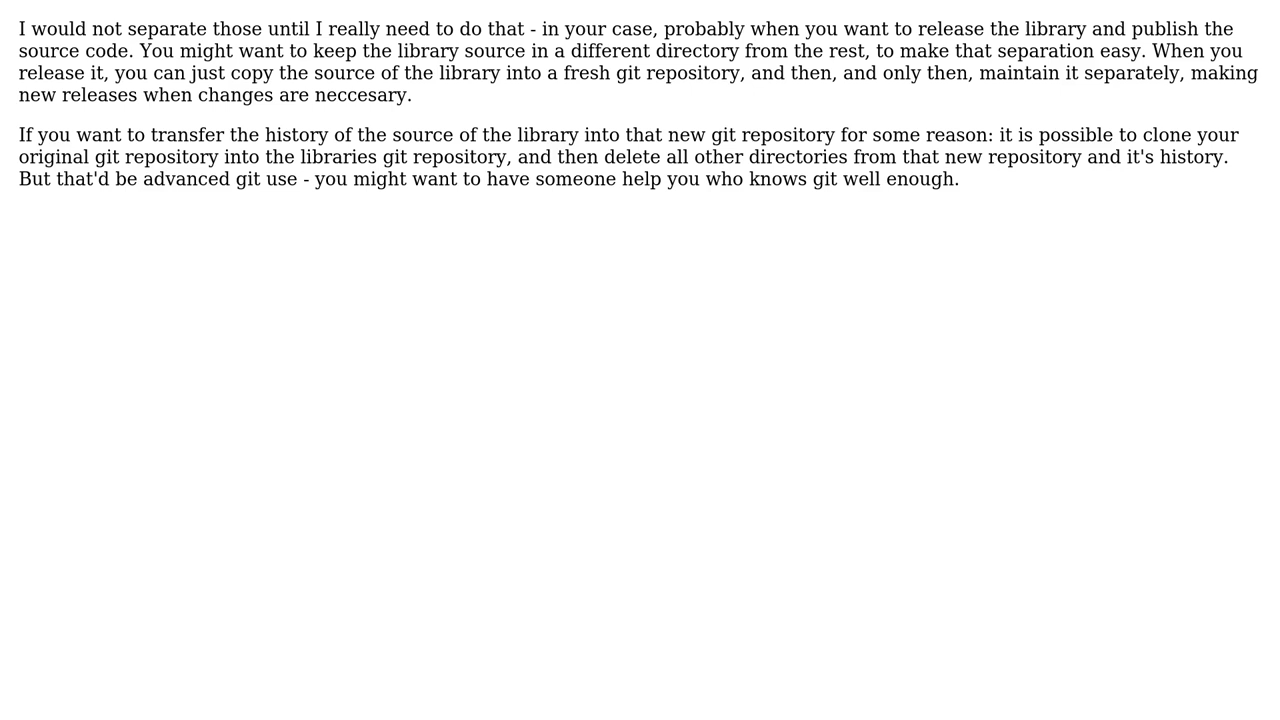 I would not separate those until I really need to do that - in your case, probably when you want to release the library and publish the
source code. You might want to keep the library source in a different directory from the rest, to make that separation easy. When you
release it, you can just copy the source of the library into a fresh git repository, and then, and only then, maintain it separately, making
new releases when changes are neccesary.
If you want to transfer the history of the source of the library into that new git repository for some reason: it is possible to clone your
original git repository into the libraries git repository, and then delete all other directories from that new repository and it's history.
But that'd be advanced git use - you might want to have someone help you who knows git well enough.